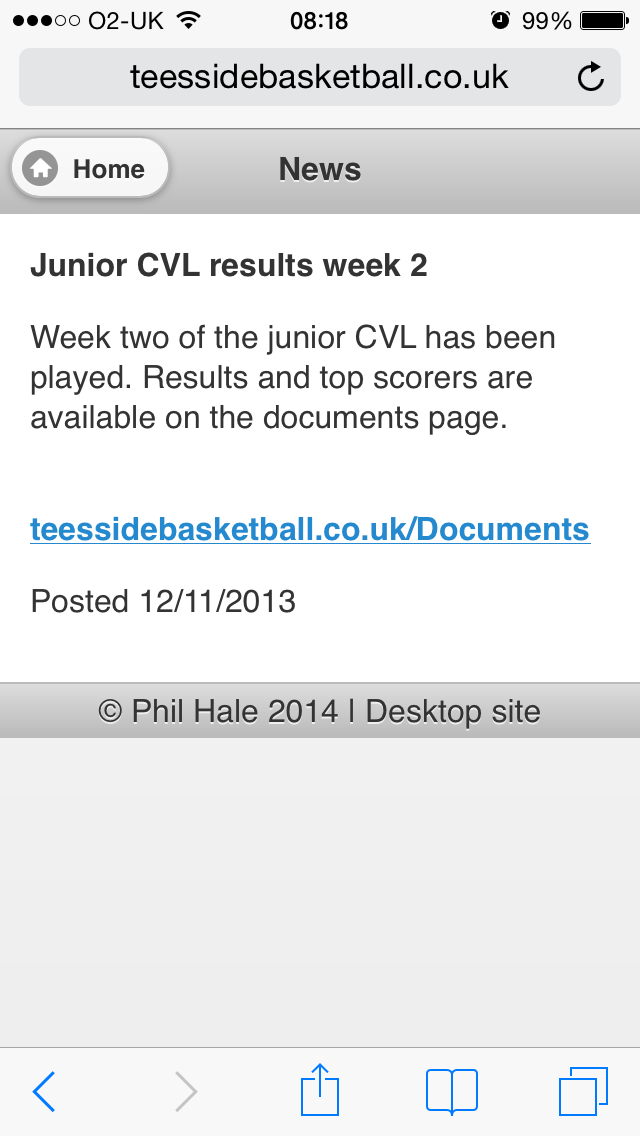 O2-UK 08:18 99%
teessidebasketball.co.uk
Home News
Junior CVL results week 2
Week two of the junior CVL has been
played. Results and top scorers are
available on the documents page.
teessidebasketball.co.uk/Documents
Posted 12/11/2013
© Phil Hale 2014 | Desktop site